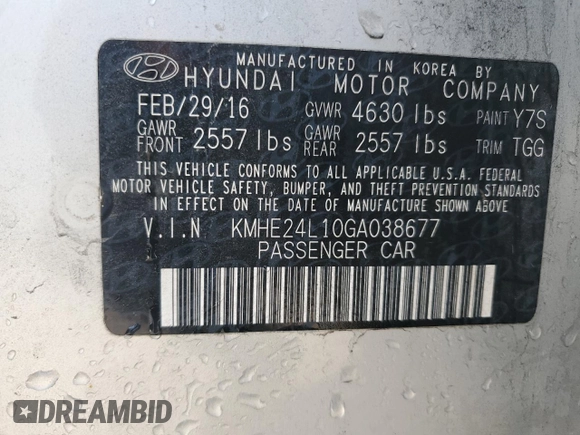 MANUFACTURED IN KOREA BY
HYUNDAI MOTOR COMPANY
FEB/29/16 GVWR 4630 lbs PAINT Y7S
GAWR FRONT 2557 lbs GAWR REAR 2557 lbs TRIM TGG
THIS VEHICLE CONFORMS TO ALL APPLICABLE U.S.A. FEDERAL
MOTOR VEHICLE SAFETY, BUMPER, AND THEFT PREVENTION STANDARDS
IN EFFECT ON THE DATE OF MANUFACTURE SHOWN ABOVE.
V.I.N KMHE24L10GA038677
PASSENGER CAR
DREAMBID